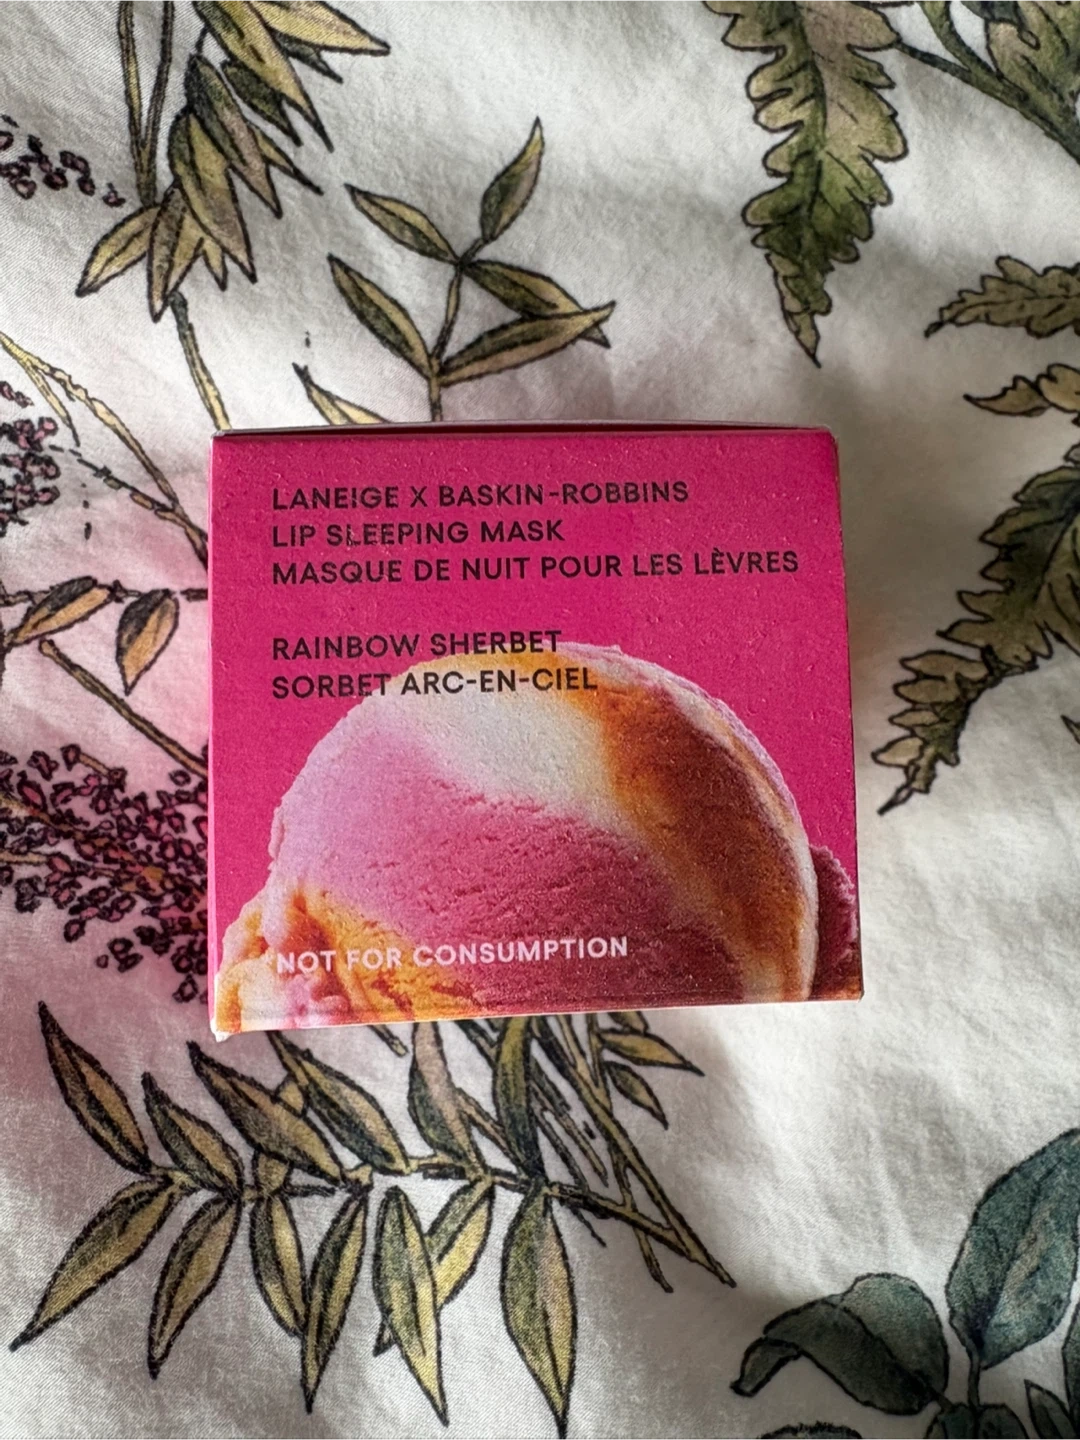 LANEIGE X BASKIN-ROBBINS
LIP SLEEPING MASK
MASQUE DE NUIT POUR LES LÈVRES
RAINBOW SHERBET
SORBET ARC-EN-CIEL
*NOT FOR CONSUMPTION